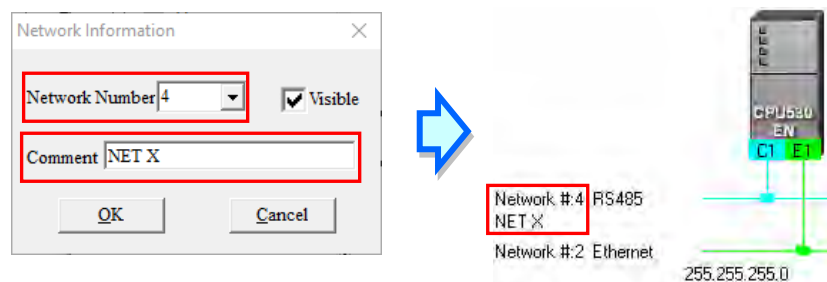 Network Information
Network Number 4
Visible
Comment NET X
OK
Cancel
CPU530
EN
C1 E1
Network #:4 RS485
NET X
Network #:2 Ethernet
255.255.255.0